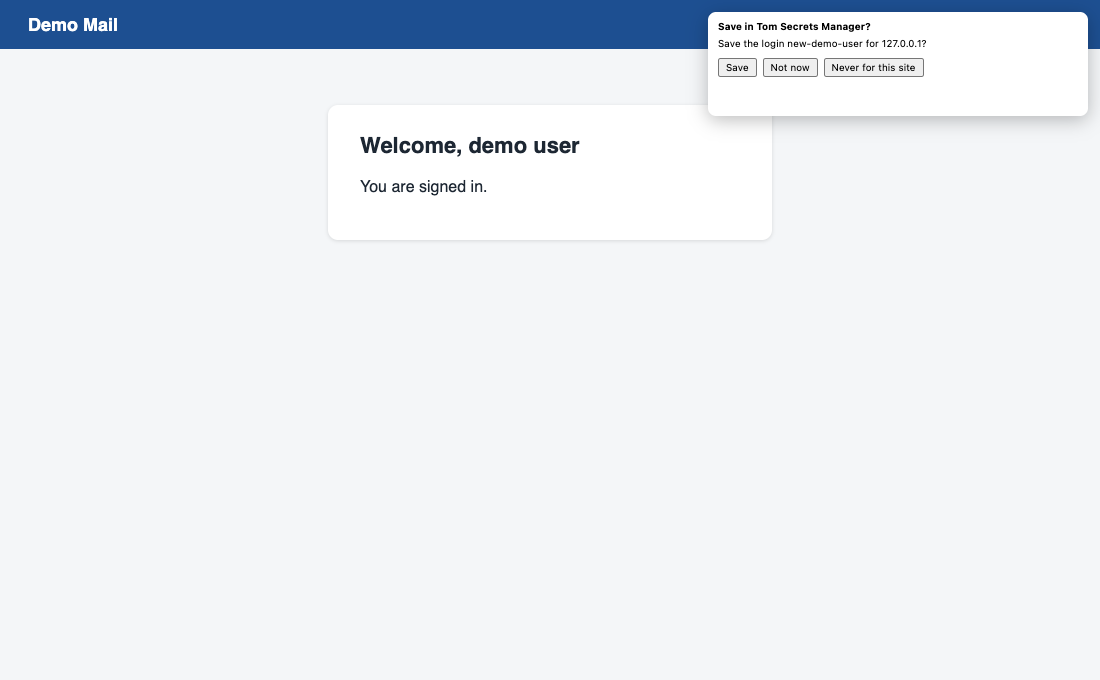 Demo Mail
Save in Tom Secrets Manager?
Save the login new-demo-user for 127.0.0.1?
Save Not now Never for this site
Welcome, demo user
You are signed in.